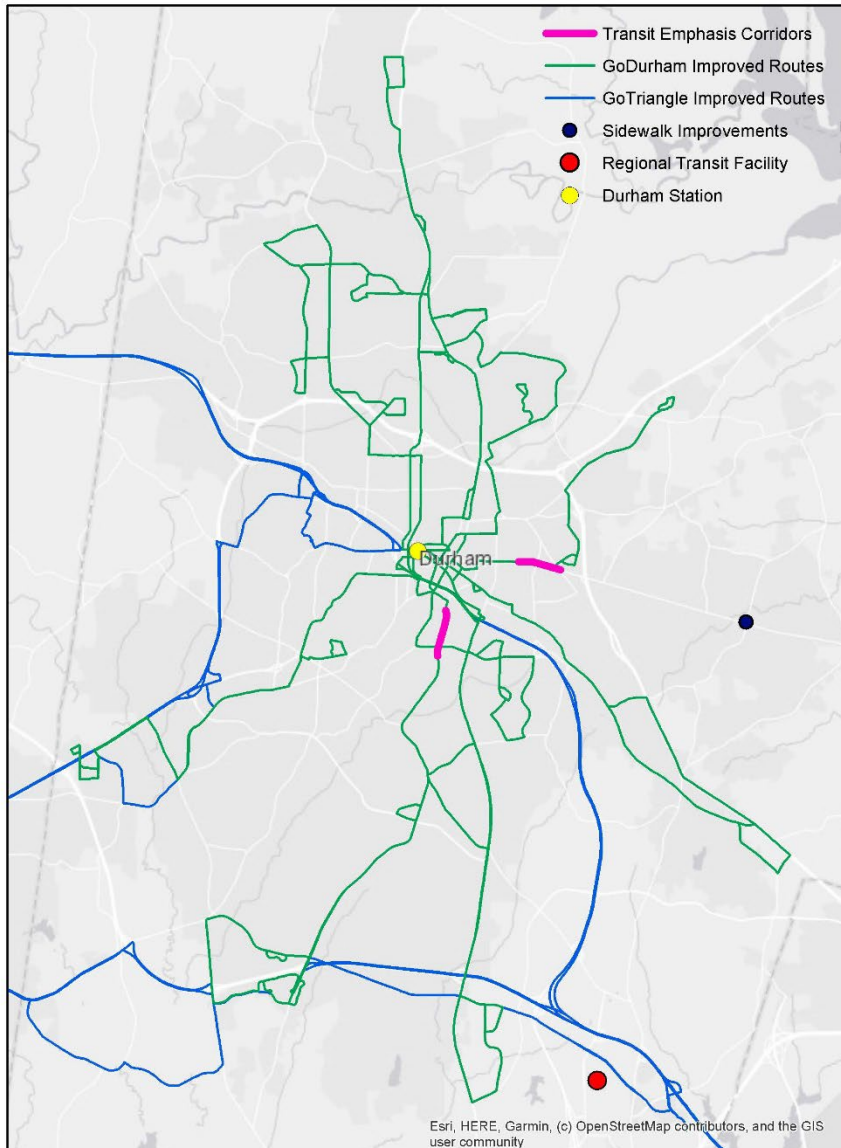 Transit Emphasis Corridors
GoDurham Improved Routes
GoTriangle Improved Routes
Sidewalk Improvements
Regional Transit Facility
Durham Station
Durham
Esri, HERE, Garmin, (c) OpenStreetMap contributors, and the GIS
user community